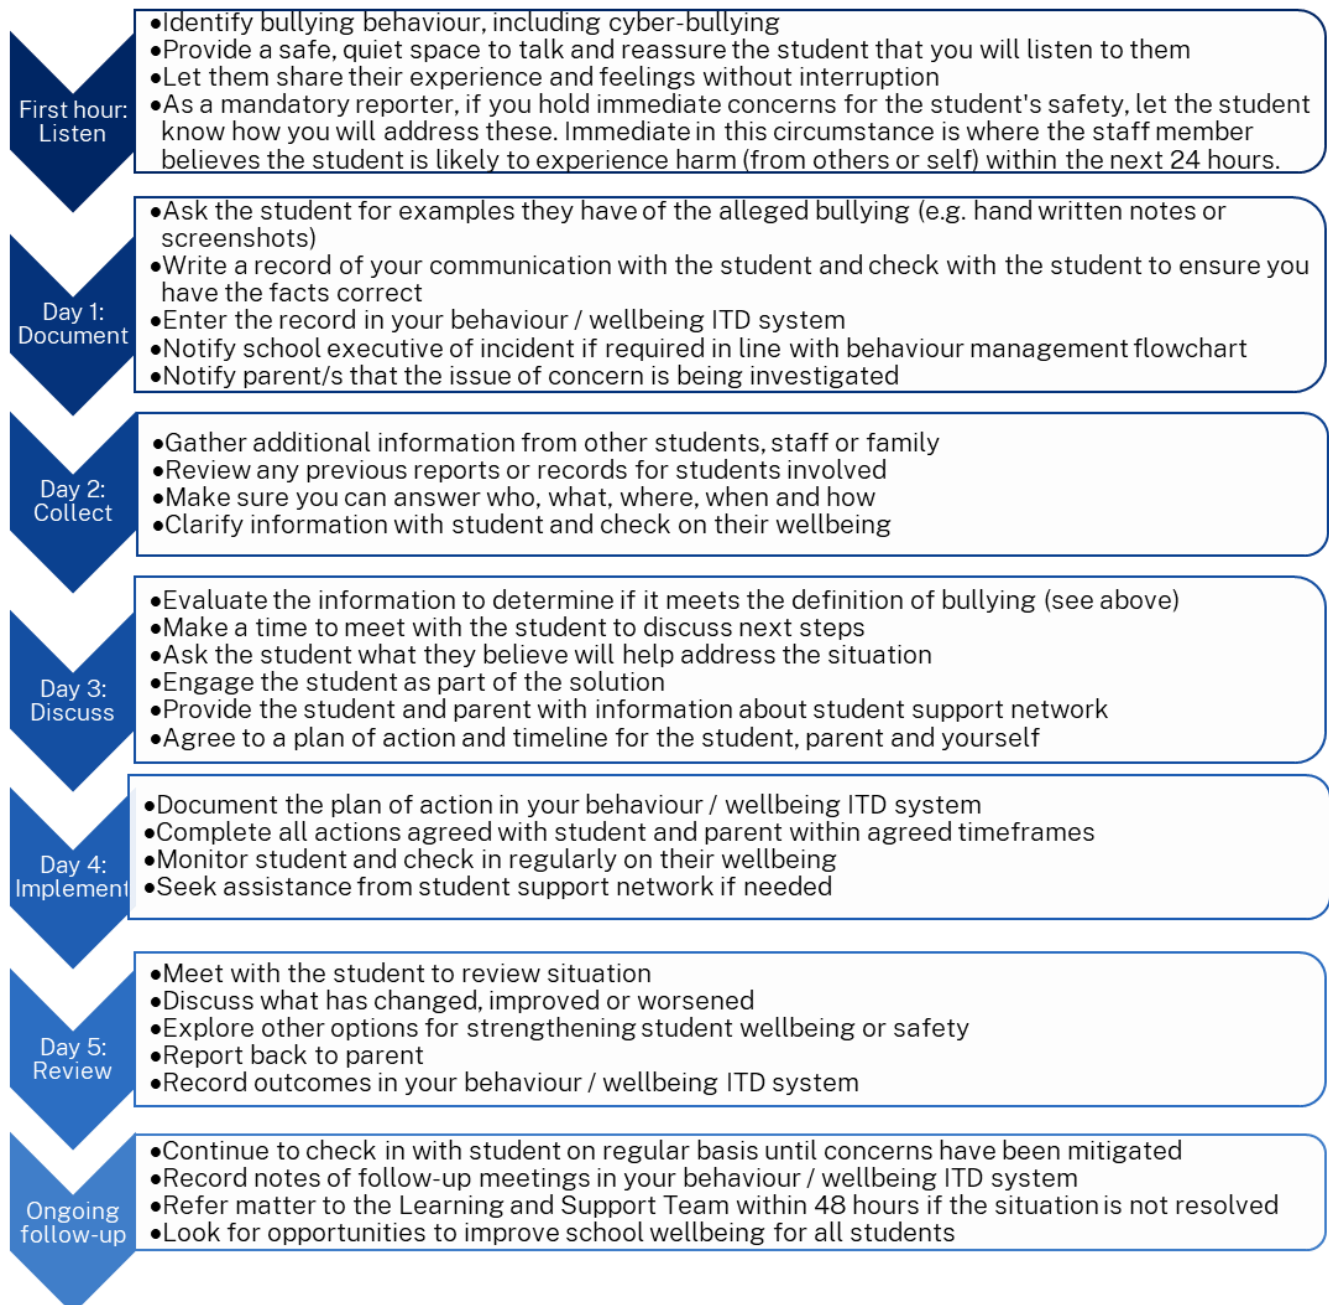 First hour:
Listen
•Identify bullying behaviour, including cyber-bullying
•Provide a safe, quiet space to talk and reassure the student that you will listen to them
•Let them share their experience and feelings without interruption
•As a mandatory reporter, if you hold immediate concerns for the student's safety, let the student
know how you will address these. Immediate in this circumstance is where the staff member
believes the student is likely to experience harm (from others or self) within the next 24 hours.
Day 1:
Document
•Ask the student for examples they have of the alleged bullying (e.g. hand written notes or
screenshots)
•Write a record of your communication with the student and check with the student to ensure you
have the facts correct
•Enter the record in your behaviour / wellbeing ITD system
•Notify school executive of incident if required in line with behaviour management flowchart
•Notify parent/s that the issue of concern is being investigated
Day 2:
Collect
•Gather additional information from other students, staff or family
•Review any previous reports or records for students involved
•Make sure you can answer who, what, where, when and how
•Clarify information with student and check on their wellbeing
Day 3:
Discuss
•Evaluate the information to determine if it meets the definition of bullying (see above)
•Make a time to meet with the student to discuss next steps
•Ask the student what they believe will help address the situation
•Engage the student as part of the solution
•Provide the student and parent with information about student support network
•Agree to a plan of action and timeline for the student, parent and yourself
Day 4:
Implement
•Document the plan of action in your behaviour / wellbeing ITD system
•Complete all actions agreed with student and parent within agreed timeframes
•Monitor student and check in regularly on their wellbeing
•Seek assistance from student support network if needed
Day 5:
Review
•Meet with the student to review situation
•Discuss what has changed, improved or worsened
•Explore other options for strengthening student wellbeing or safety
•Report back to parent
•Record outcomes in your behaviour / wellbeing ITD system
Ongoing
follow-up
•Continue to check in with student on regular basis until concerns have been mitigated
•Record notes of follow-up meetings in your behaviour / wellbeing ITD system
•Refer matter to the Learning and Support Team within 48 hours if the situation is not resolved
•Look for opportunities to improve school wellbeing for all students